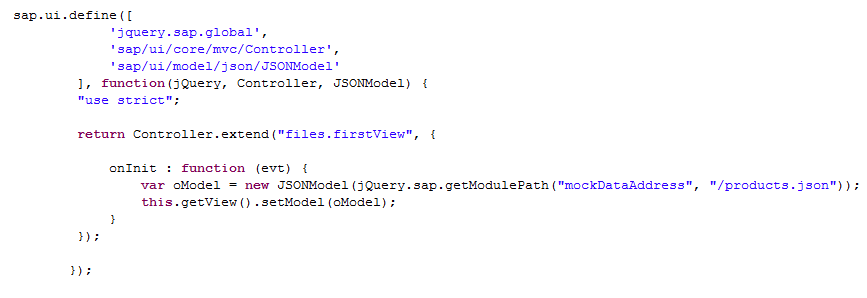 sap.ui.define([
'jquery.sap.global',
'sap/ui/core/mvc/Controller',
'sap/ui/model/json/JSONModel'
], function(jQuery, Controller, JSONModel) {
"use strict";
return Controller.extend("files.firstView", {
onInit : function (evt) {
var oModel = new JSONModel(jQuery.sap.getModulePath("mockDataAddress", "/products.json"));
this.getView().setModel(oModel);
}
});
});